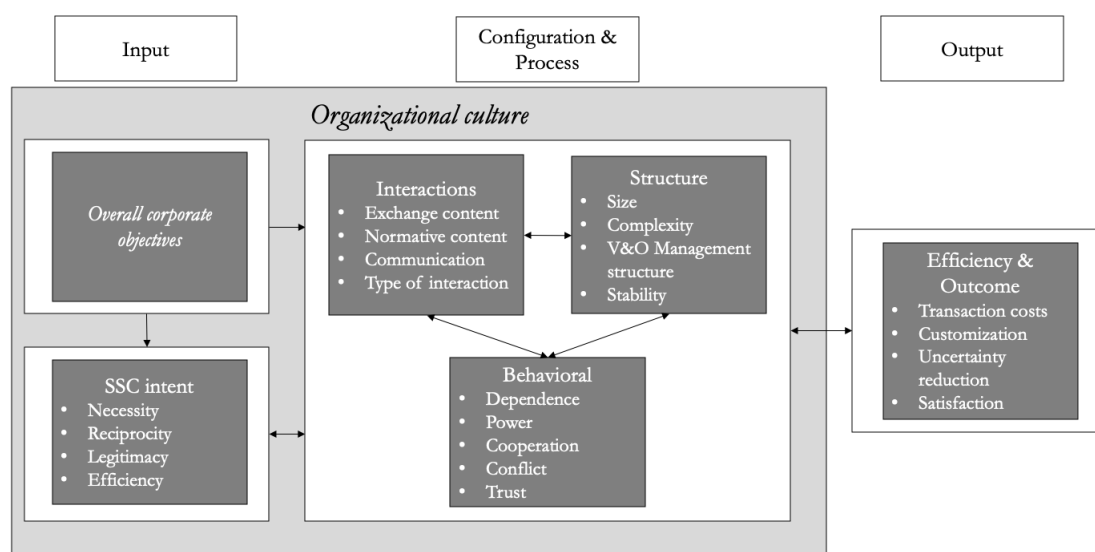 Input
Configuration &
Process
Output
Organizational culture
Overall corporate
objectives
Interactions
• Exchange content
• Normative content
• Communication
• Type of interaction
Structure
• Size
• Complexity
• V&O Management
structure
• Stability
SSC intent
• Necessity
• Reciprocity
• Legitimacy
• Efficiency
Behavioral
• Dependence
• Power
• Cooperation
• Conflict
• Trust
Efficiency &
Outcome
• Transaction costs
• Customization
• Uncertainty
reduction
• Satisfaction